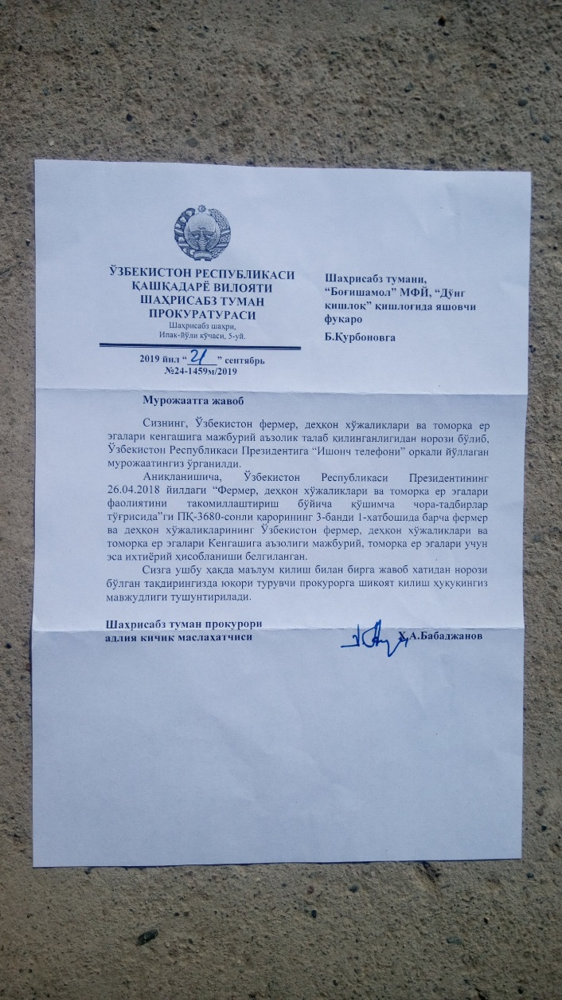 ЎЗБЕКИСТОН РЕСПУБЛИКАСИ
ҚАШҚАДАРЁ ВИЛОЯТИ
ШАҲРИСАБЗ ТУМАН
ПРОКУРАТУРАСИ
Шаҳрисабз шаҳри,
Ипак-йўли кўчаси, 5-уй.
2019 йил “ 21 ” сентябрь
№24-1459м/2019
Шаҳрисабз тумани,
“Боғишамол” МФЙ, “Дўнг
қишлоқ” қишлоғида яшовчи
фуқаро
Б.Қурбоновга
Мурожаатга жавоб
Сизнинг, Ўзбекистон фермер, деҳқон хўжаликлари ва томорқа ер
эгалари кенгашига мажбурий аъзолик талаб қилинганлигидан норози бўлиб,
Ўзбекистон Республикаси Президентига “Ишонч телефони” орқали йўллаган
мурожаатингиз ўрганилди.
Аниқланишича, Ўзбекистон Республикаси Президентининг
26.04.2018 йилдаги “Фермер, деҳқон хўжаликлари ва томорқа ер эгалари
фаолиятини такомиллаштириш бўйича қўшимча чора-тадбирлар
тўғрисида”ги ПҚ-3680-сонли қарорининг 3-банди 1-хатбошида барча фермер
ва деҳқон хўжаликларининг Ўзбекистон фермер, деҳқон хўжаликлари ва
томорқа ер эгалари Кенгашига аъзолиги мажбурий, томорқа ер эгалари учун
эса ихтиёрий ҳисобланиши белгиланган.
Сизга ушбу ҳақда маълум қилиш билан бирга жавоб хатидан норози
бўлган тақдирингизда юқори турувчи прокурорга шикоят қилиш ҳуқуқингиз
мавжудлиги тушунтирилади.
Шаҳрисабз туман прокурори
адлия кичик маслаҳатчиси
Х.А.Бабаджанов